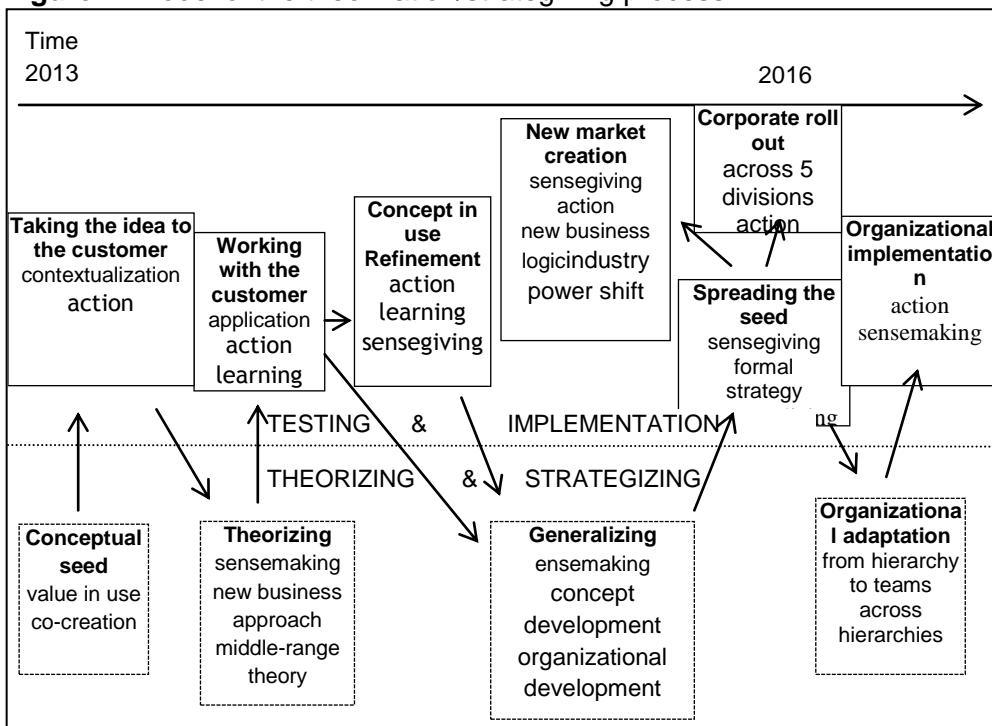 Time
2013
2016
Taking the idea to
the customer
contextualization
action
Working
with the
customer
application
action
learning
Concept in
use
Refinement
action
learning
sensegiving
New market
creation
sensegiving
action
new business
logicindustry
power shift
Corporate roll
out
across 5
divisions
action
Spreading the
seed
sensegiving
formal
strategy
ng
Organizational
implementatio
n
action
sensemaking
TESTING & IMPLEMENTATION
THEORIZING & STRATEGIZING
Conceptual
seed
value in use
co-creation
Theorizing
sensemaking
new business
approach
middle-range
theory
Generalizing
ensemaking
concept
development
organizational
development
Organizationa
l adaptation
from hierarchy
to teams
across
hierarchies